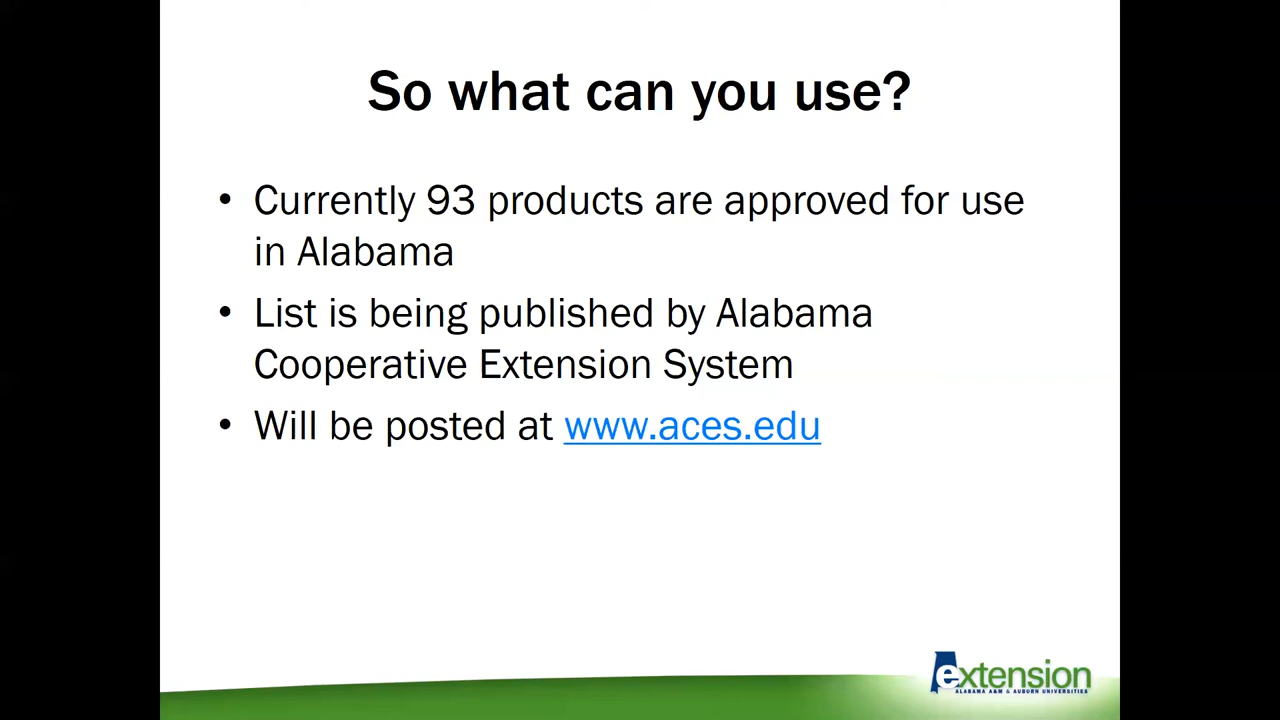 So what can you use?
• Currently 93 products are approved for use
in Alabama
• List is being published by Alabama
Cooperative Extension System
• Will be posted at www.aces.edu
extension
ALABAMA A&M & AUBURN UNIVERSITIES